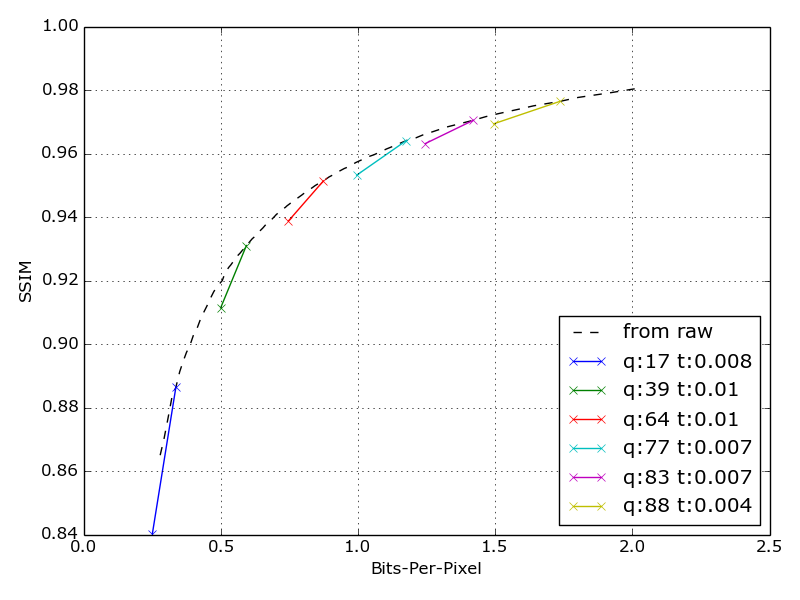 1.00
0.98
0.96
0.94
0.92
0.90
0.88
0.86
0.84
SSIM
0.0 0.5 1.0 1.5 2.0 2.5
Bits-Per-Pixel
from raw
q:17 t:0.008
q:39 t:0.01
q:64 t:0.01
q:77 t:0.007
q:83 t:0.007
q:88 t:0.004